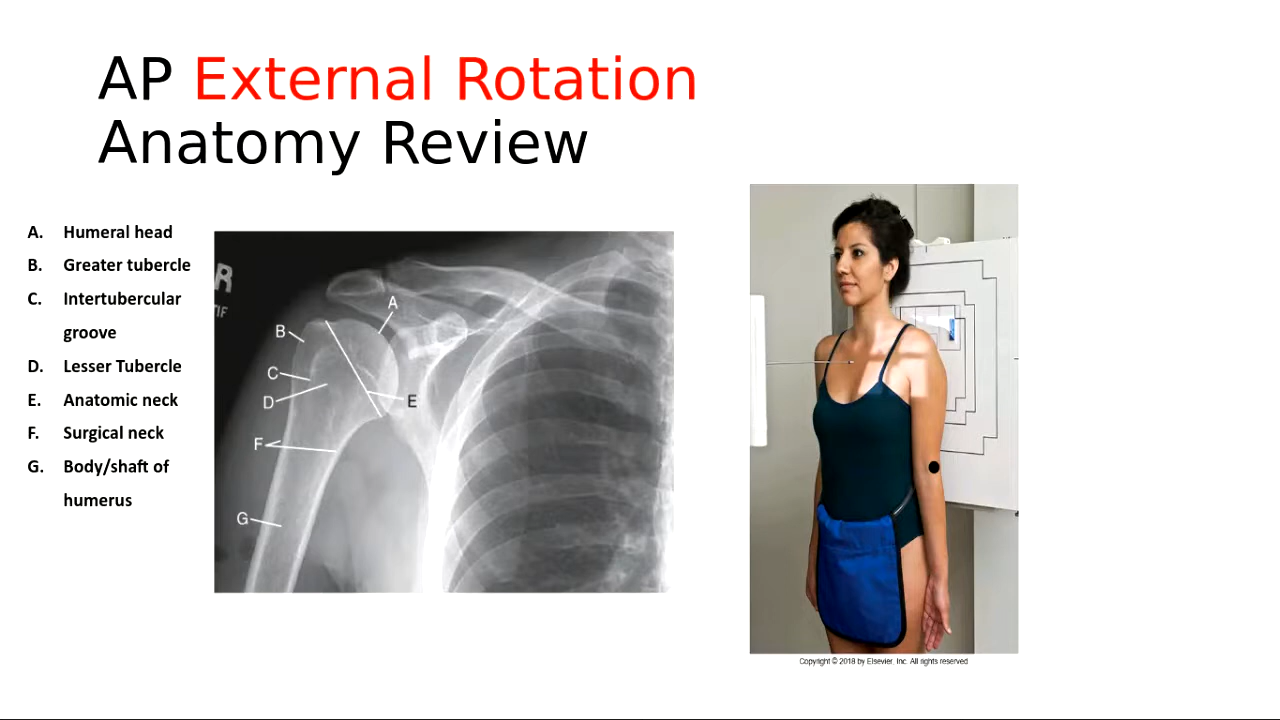 AP External Rotation
Anatomy Review
A. Humeral head
B. Greater tubercle
C. Intertubercular
groove
D. Lesser Tubercle
E. Anatomic neck
F. Surgical neck
G. Body/shaft of
humerus
R
A
B
C
D
E
F
G
Copyright © 2018 by Elsevier, Inc. All rights reserved